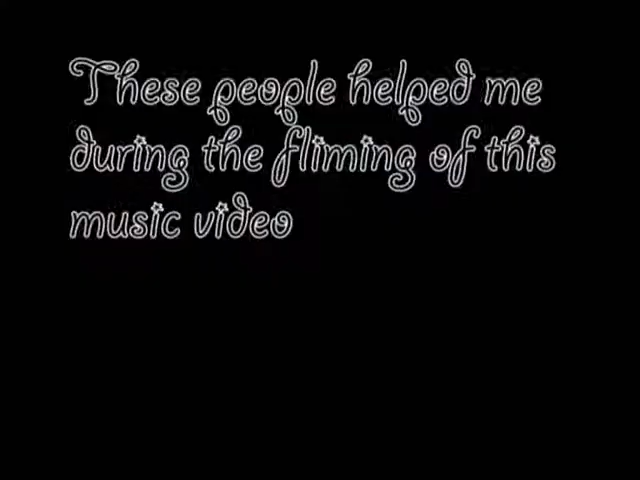 These people helped me
during the fliming of this
music video